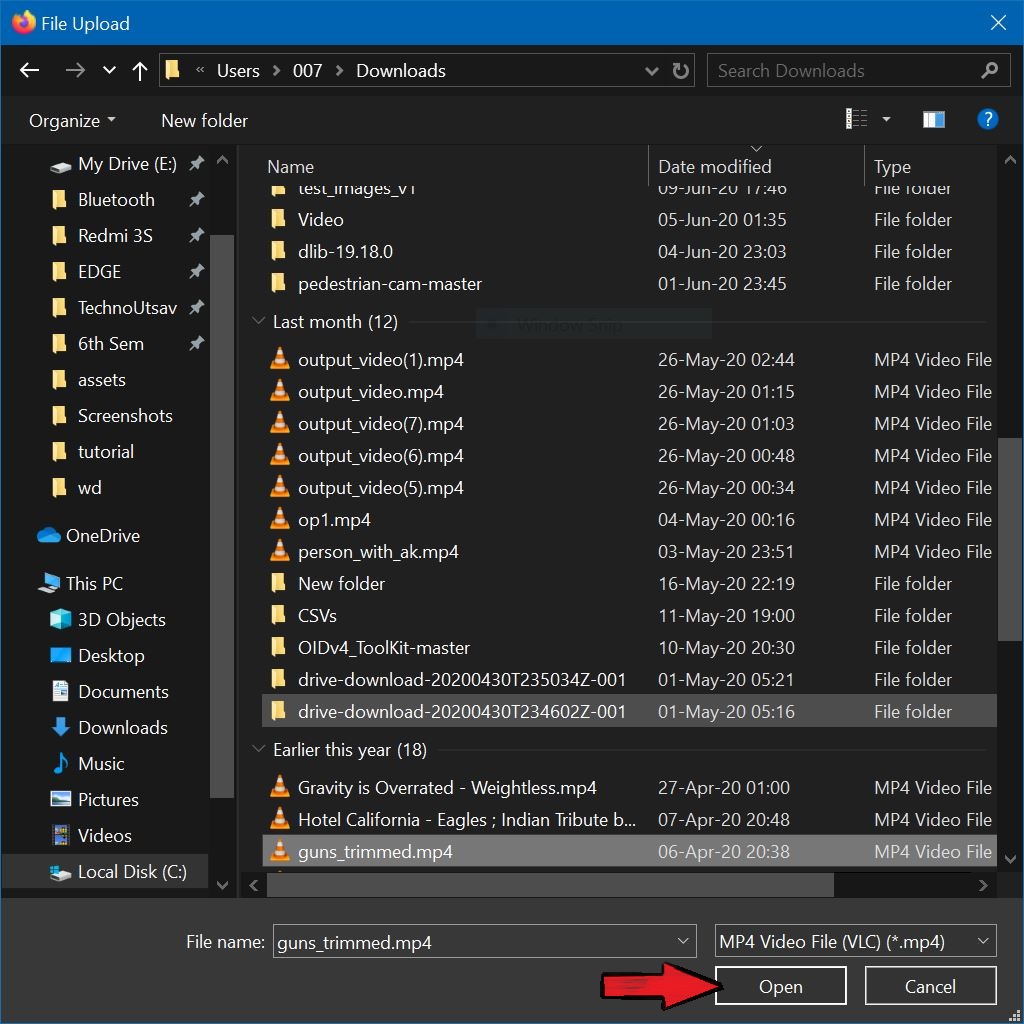 File Upload
« Users > 007 > Downloads
Search Downloads
Organize
New folder
?
My Drive (E:)
Bluetooth
Redmi 3S
EDGE
TechnoUtsav
6th Sem
assets
Screenshots
tutorial
wd
OneDrive
This PC
3D Objects
Desktop
Documents
Downloads
Music
Pictures
Videos
Local Disk (C:)
Name Date modified Type
test_images_v1 09-Jun-20 17:46 File folder
Video 05-Jun-20 01:35 File folder
dlib-19.18.0 04-Jun-20 23:03 File folder
pedestrian-cam-master 01-Jun-20 23:45 File folder
Last month (12)
Window Snip
output_video(1).mp4 26-May-20 02:44 MP4 Video File
output_video.mp4 26-May-20 01:15 MP4 Video File
output_video(7).mp4 26-May-20 01:03 MP4 Video File
output_video(6).mp4 26-May-20 00:48 MP4 Video File
output_video(5).mp4 26-May-20 00:34 MP4 Video File
op1.mp4 04-May-20 00:16 MP4 Video File
person_with_ak.mp4 03-May-20 23:51 MP4 Video File
New folder 16-May-20 22:19 File folder
CSVs 11-May-20 19:00 File folder
OIDv4_ToolKit-master 10-May-20 20:30 File folder
drive-download-20200430T235034Z-001 01-May-20 05:21 File folder
drive-download-20200430T234602Z-001 01-May-20 05:16 File folder
Earlier this year (18)
Gravity is Overrated - Weightless.mp4 27-Apr-20 01:00 MP4 Video File
Hotel California - Eagles ; Indian Tribute b... 07-Apr-20 20:48 MP4 Video File
guns_trimmed.mp4 06-Apr-20 20:38 MP4 Video File
File name: guns_trimmed.mp4
MP4 Video File (VLC) (*.mp4)
Open
Cancel